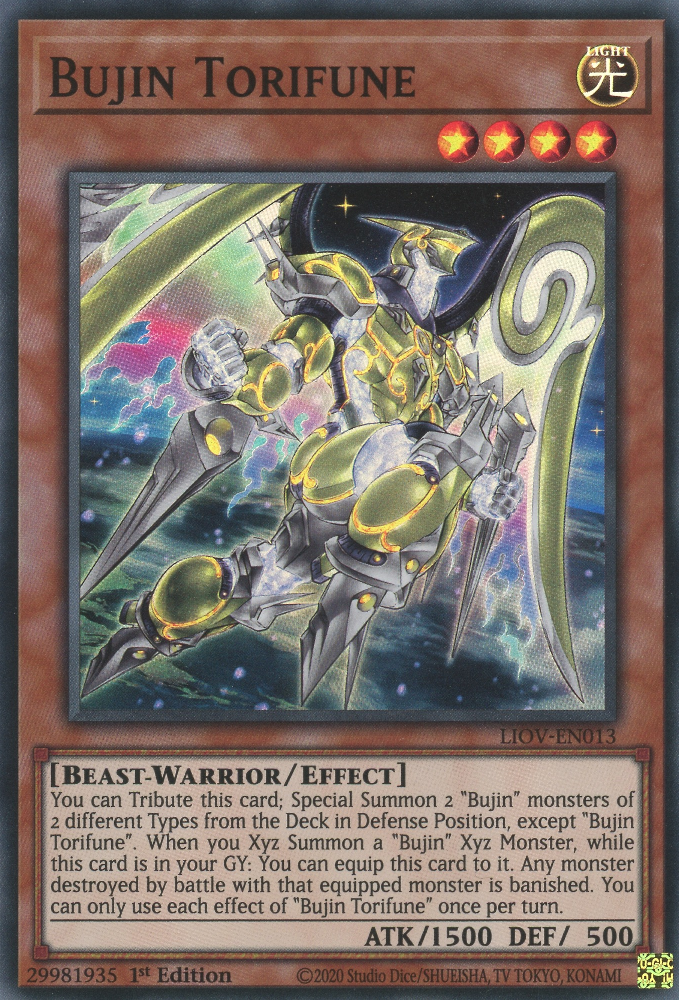 Bujin Torifune
LIGHT
光
LIOV-EN013
[Beast-Warrior/Effect]
You can Tribute this card; Special Summon 2 "Bujin" monsters of
2 different Types from the Deck in Defense Position, except "Bujin
Torifune". When you Xyz Summon a "Bujin" Xyz Monster, while
this card is in your GY: You can equip this card to it. Any monster
destroyed by battle with that equipped monster is banished. You
can only use each effect of "Bujin Torifune" once per turn.
ATK/1500 DEF/ 500
29981935 1st Edition ©2020 Studio Dice/SHUEISHA, TV TOKYO, KONAMI